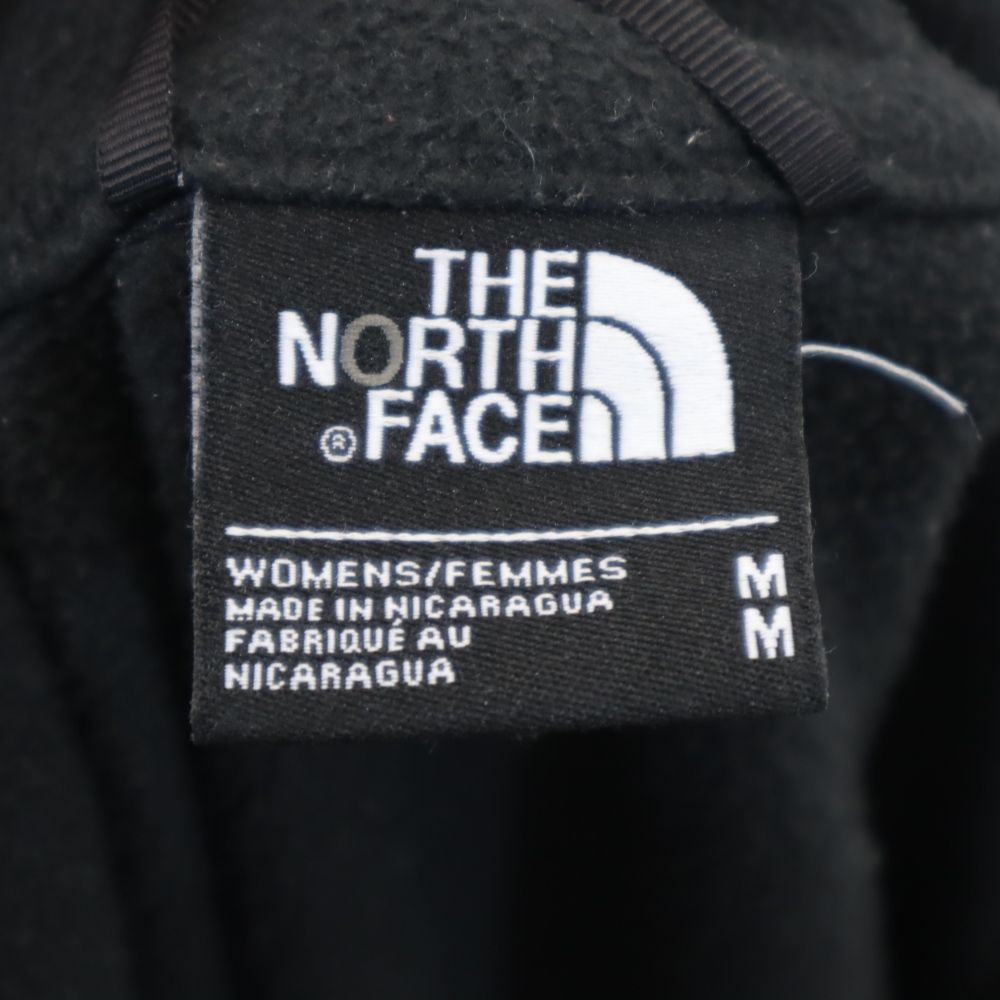 THE
NORTH
® FACE
WOMENS/FEMMES M
MADE IN NICARAGUA
FABRIQUÉ AU M
NICARAGUA